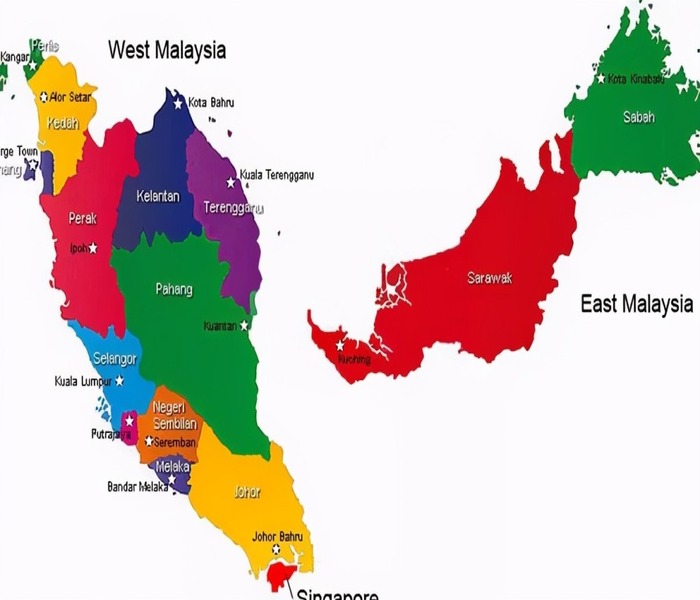 West Malaysia
Perlis
Kangar
Alor Setar
Kedah
rge Town
nang
Kota Bahru
Kuala Terengganu
Kelantan
Terengganu
Perak
Ipoh
Pahang
Kuantan
Selangor
Kuala Lumpur
Putrajaya
Negeri
Sembilan
Seremban
Melaka
Bandar Melaka
Johor
Johor Bahru
Singapore
Kota Kinabalu
Sabah
Sarawak
East Malaysia
Kuching